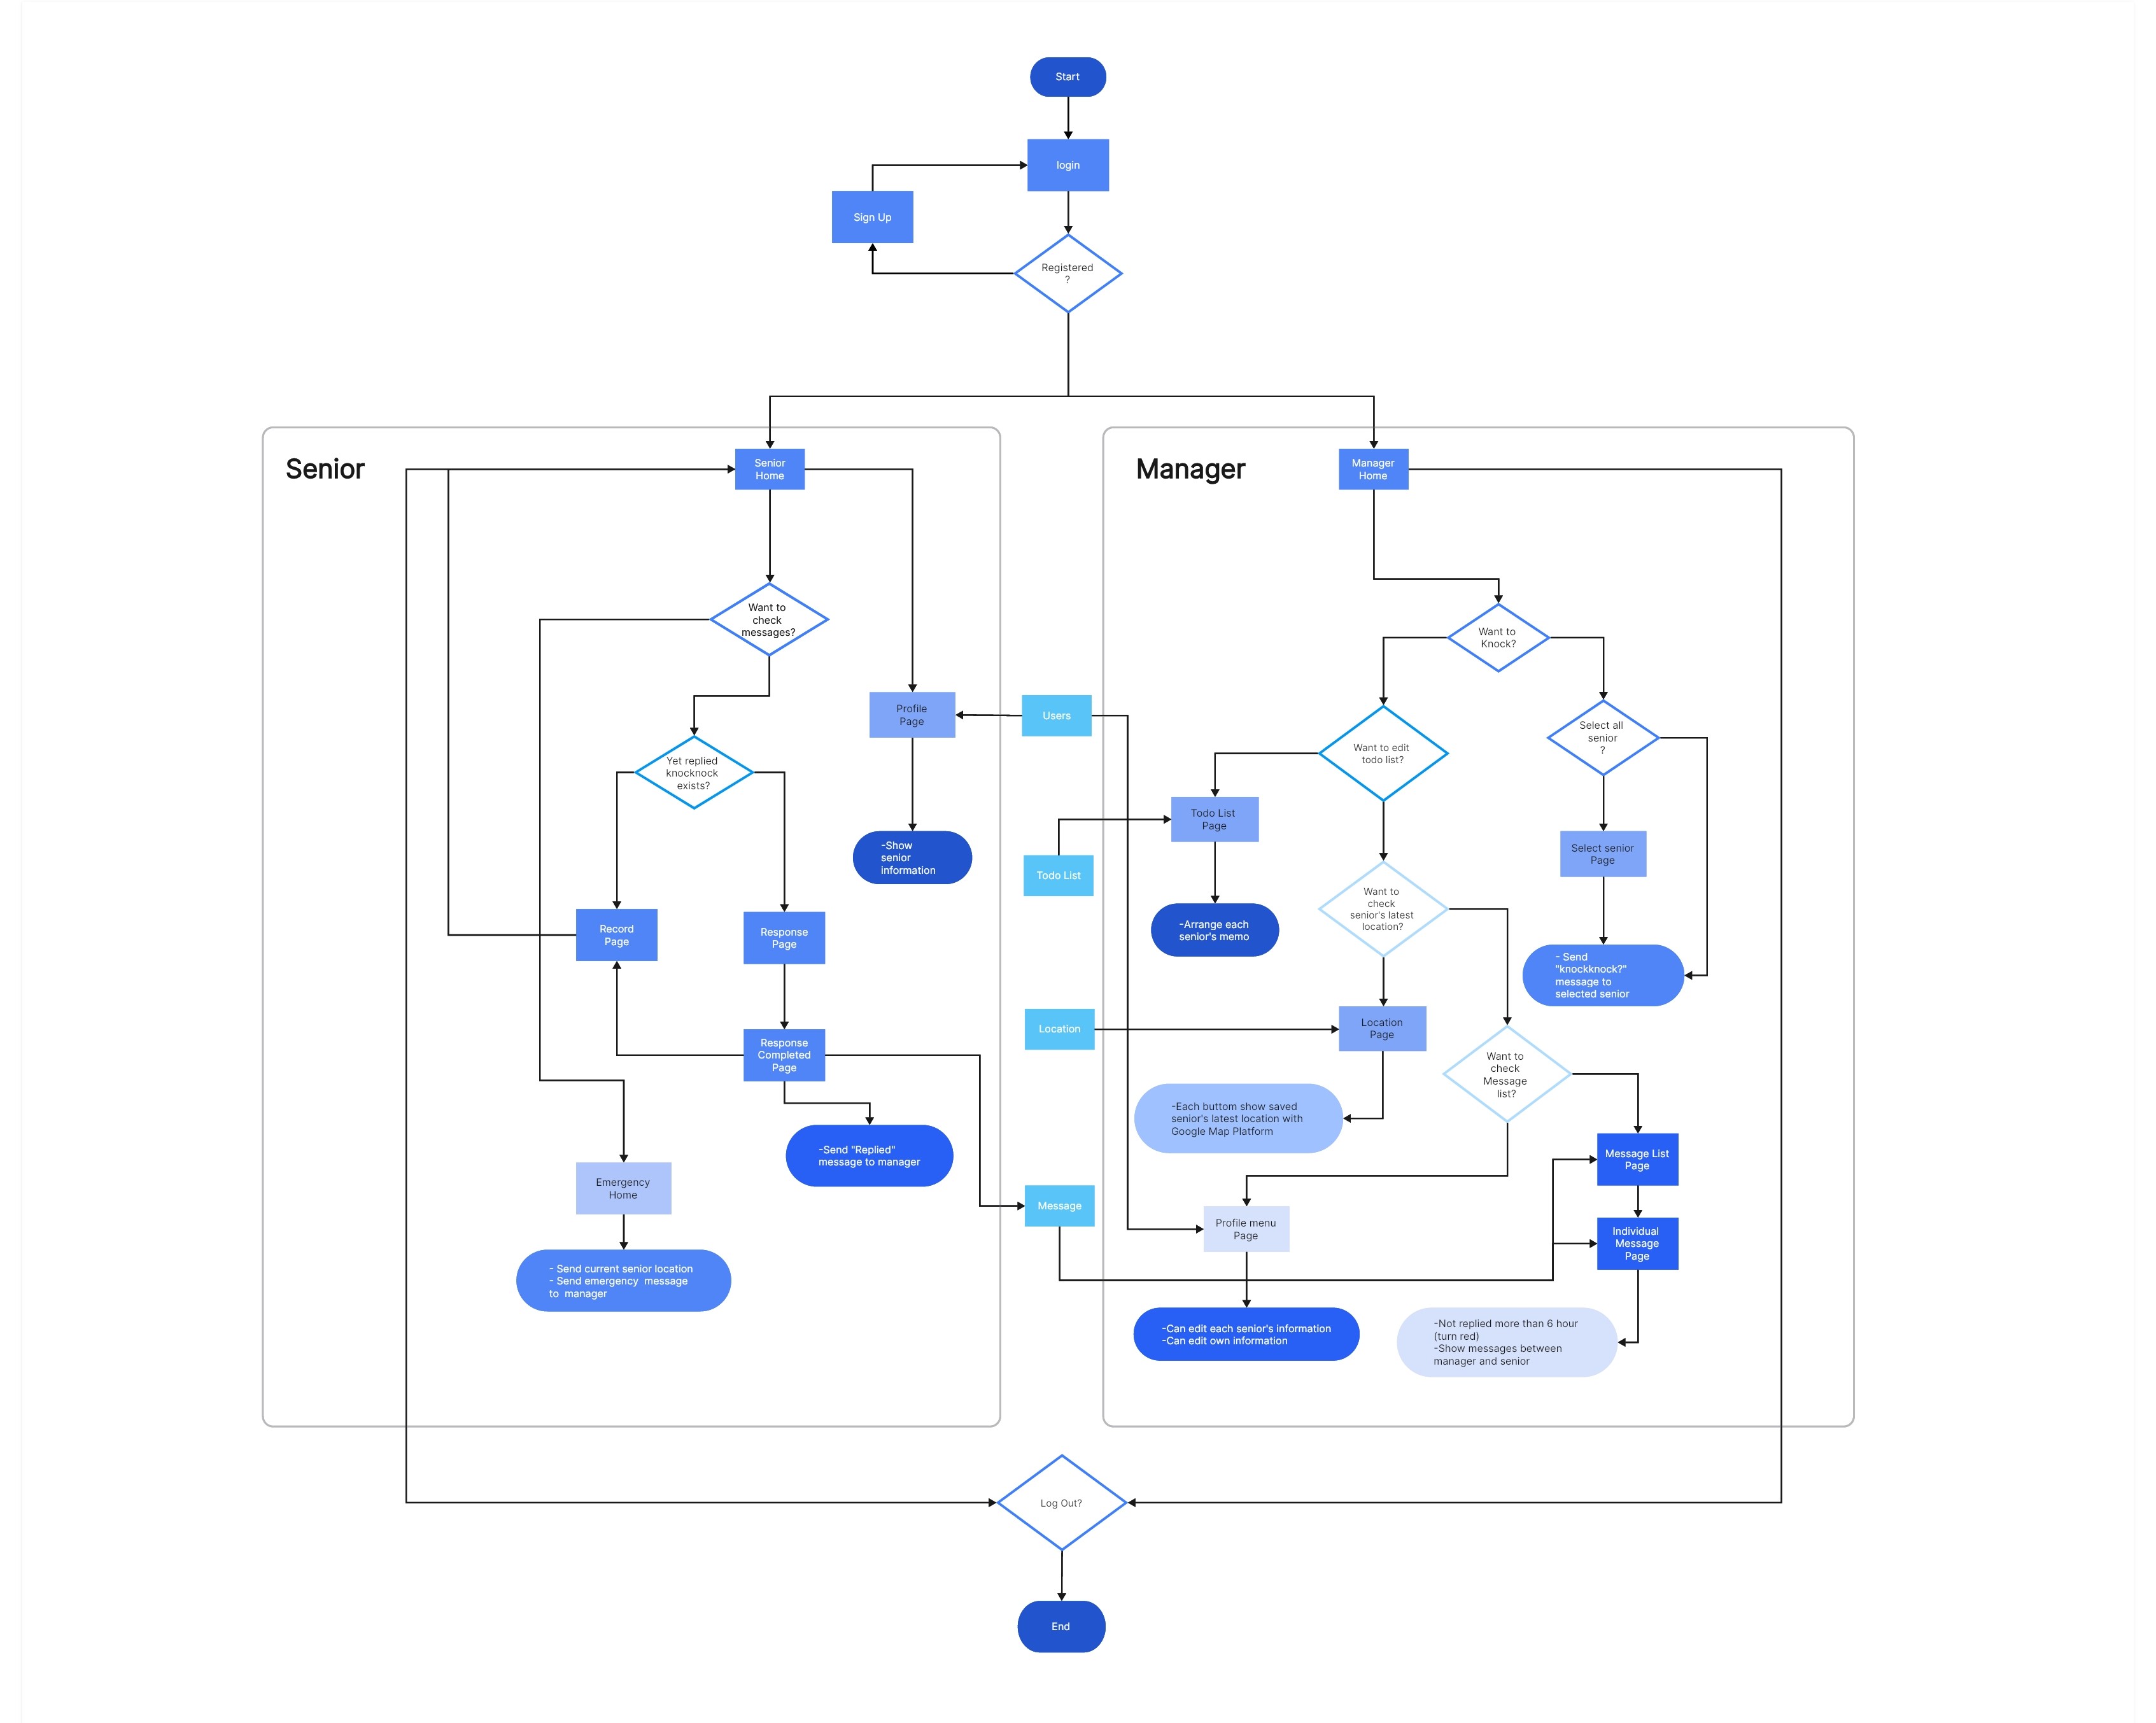 Start
login
Sign Up
Registered
?
Senior
Senior
Home
Want to
check
messages?
Yet replied
knocknock
exists?
Profile
Page
-Show
senior
information
Record
Page
Response
Page
Response
Completed
Page
-Send "Replied"
message to manager
Emergency
Home
- Send current senior location
- Send emergency  message
to  manager
Users
Todo List
Location
Message
Manager
Manager
Home
Want to
Knock?
Want to edit
todo list?
Select all
senior
?
Todo List
Page
Select senior
Page
-Arrange each
senior's memo
Want to
check
senior's latest
location?
- Send
"knockknock?"
message to
selected senior
Location
Page
Want to
check
Message
list?
-Each buttom show saved
senior's latest location with
Google Map Platform
Message List
Page
Profile menu
Page
Individual
Message
Page
-Can edit each senior's information
-Can edit own information
-Not replied more than 6 hour
(turn red)
-Show messages between
manager and senior
Log Out?
End